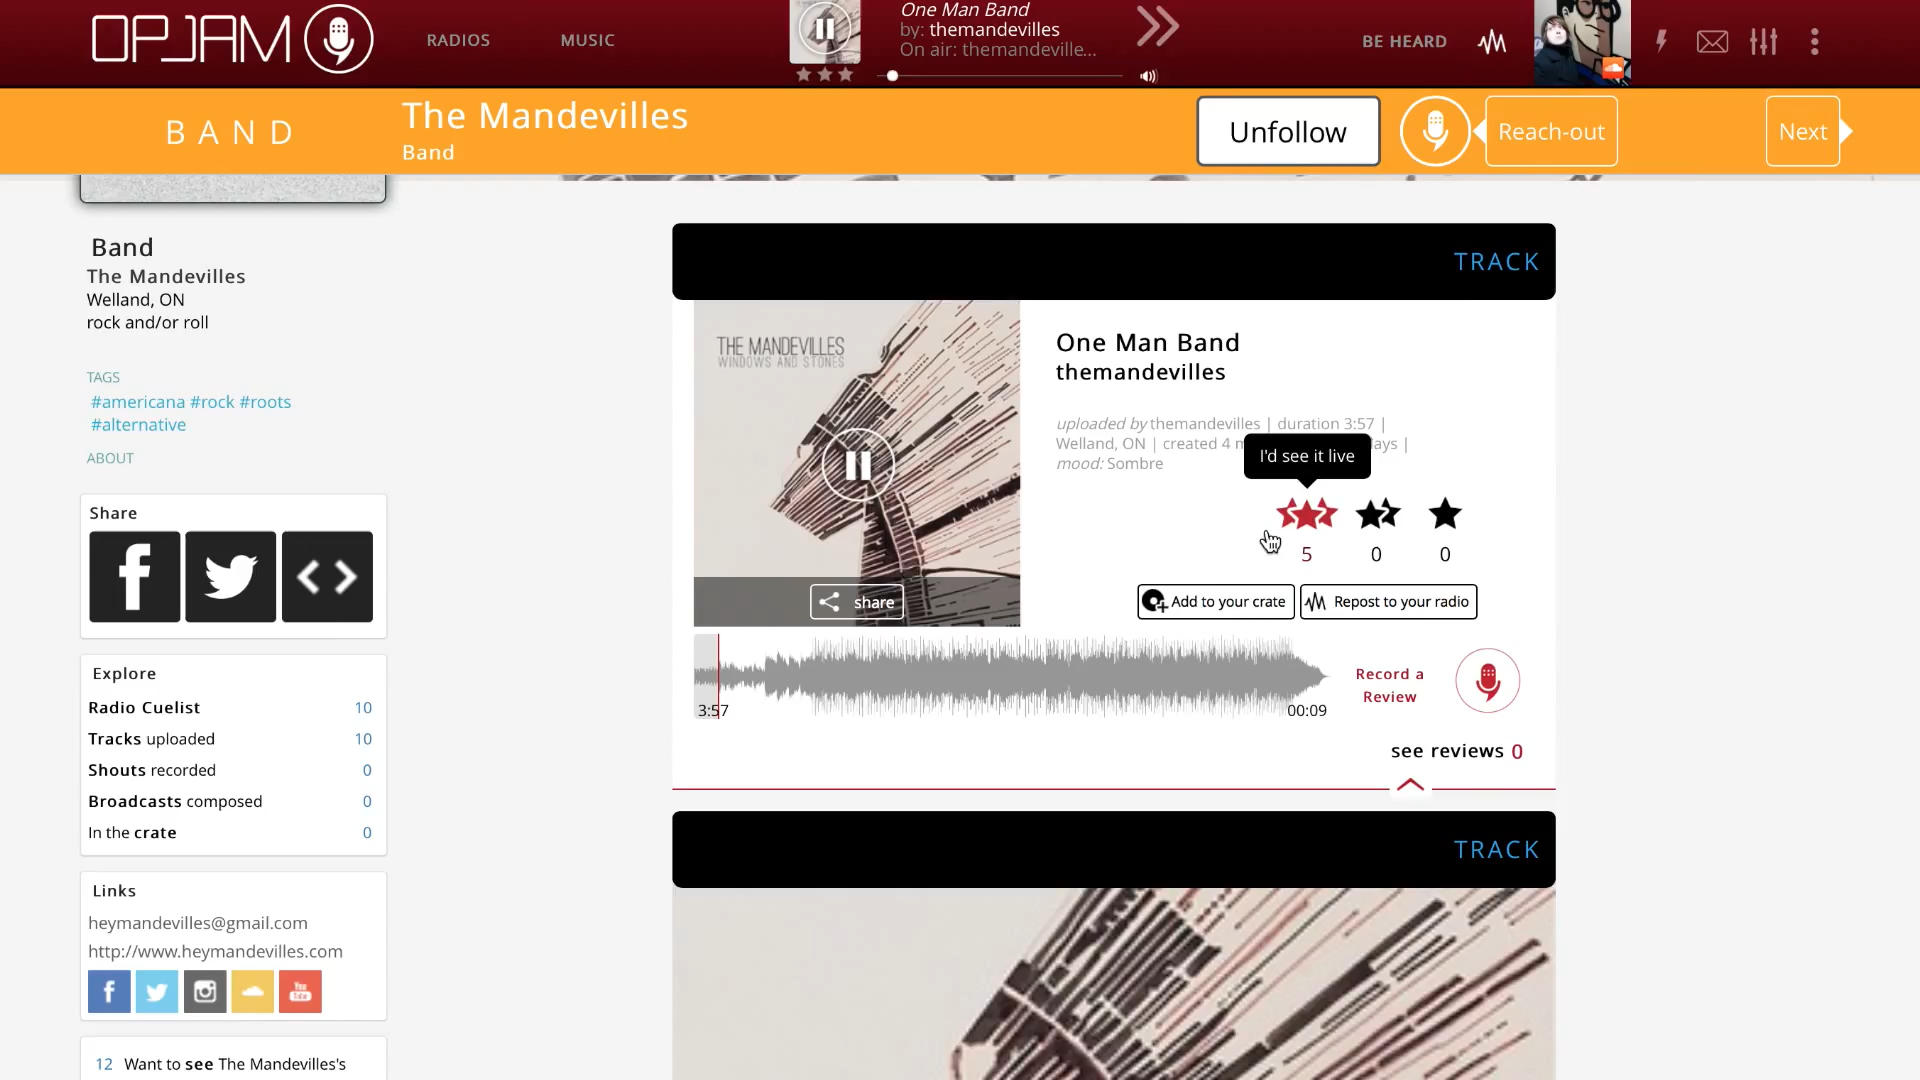 OPJAM
RADIOS
MUSIC
One Man Band
by: themandevilles
On air: themandeville...
BE HEARD
BAND
The Mandevilles
Band
Unfollow
Reach-out
Next
Band
The Mandevilles
Welland, ON
rock and/or roll
TAGS
#americana #rock #roots
#alternative
ABOUT
Share
Explore
Radio Cuelist 10
Tracks uploaded 10
Shouts recorded 0
Broadcasts composed 0
In the crate 0
Links
heymandevilles@gmail.com
http://www.heymandevilles.com
You Tube
12 Want to see The Mandevilles's
TRACK
THE MANDEVILLES
WINDOWS AND STONES
share
One Man Band
themandevilles
uploaded by themandevilles | duration 3:57 |
Welland, ON | created 4 m ays |
mood: Sombre
I'd see it live
5 0 0
Add to your crate
Repost to your radio
3:57
00:09
Record a
Review
see reviews 0
TRACK